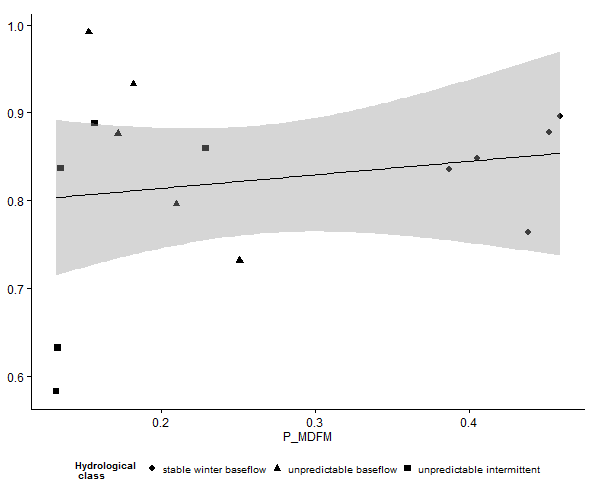 1.0
0.9
0.8
0.7
0.6
0.2 0.3 0.4
P_MDFM
Hydrological class stable winter baseflow unpredictable baseflow unpredictable intermittent